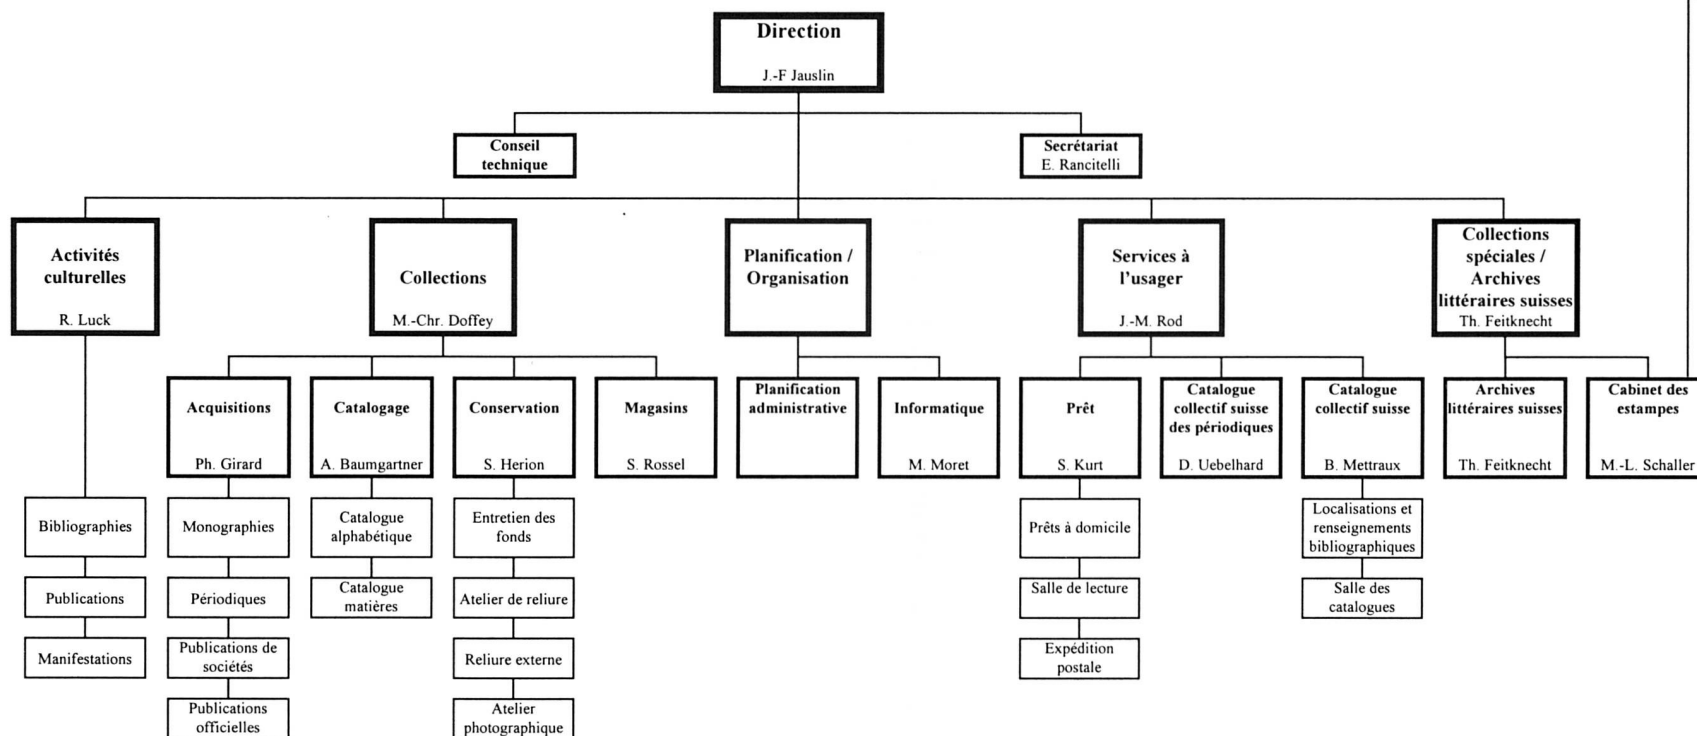 Direction
J.-F Jauslin
Conseil
technique
Secrétariat
E. Rancitelli
Activités
culturelles
R. Luck
Collections
M.-Chr. Doffey
Planification /
Organisation
Services à
l'usager
J.-M. Rod
Collections
spéciales /
Archives
littéraires suisses
Th. Feitknecht
Acquisitions
Ph. Girard
Catalogage
A. Baumgartner
Conservation
S. Herion
Magasins
S. Rossel
Planification
administrative
Informatique
M. Moret
Prêt
S. Kurt
Catalogue
collectif suisse
des périodiques
D. Uebelhard
Catalogue
collectif suisse
B. Mettraux
Archives
littéraires suisses
Th. Feitknecht
Cabinet des
estampes
M.-L. Schaller
Bibliographies
Publications
Manifestations
Monographies
Périodiques
Publications de
sociétés
Publications
officielles
Catalogue
alphabétique
Catalogue
matières
Entretien des
fonds
Atelier de reliure
Reliure externe
Atelier
photographique
Prêts à domicile
Salle de lecture
Expédition
postale
Localisations et
renseignements
bibliographiques
Salle des
catalogues